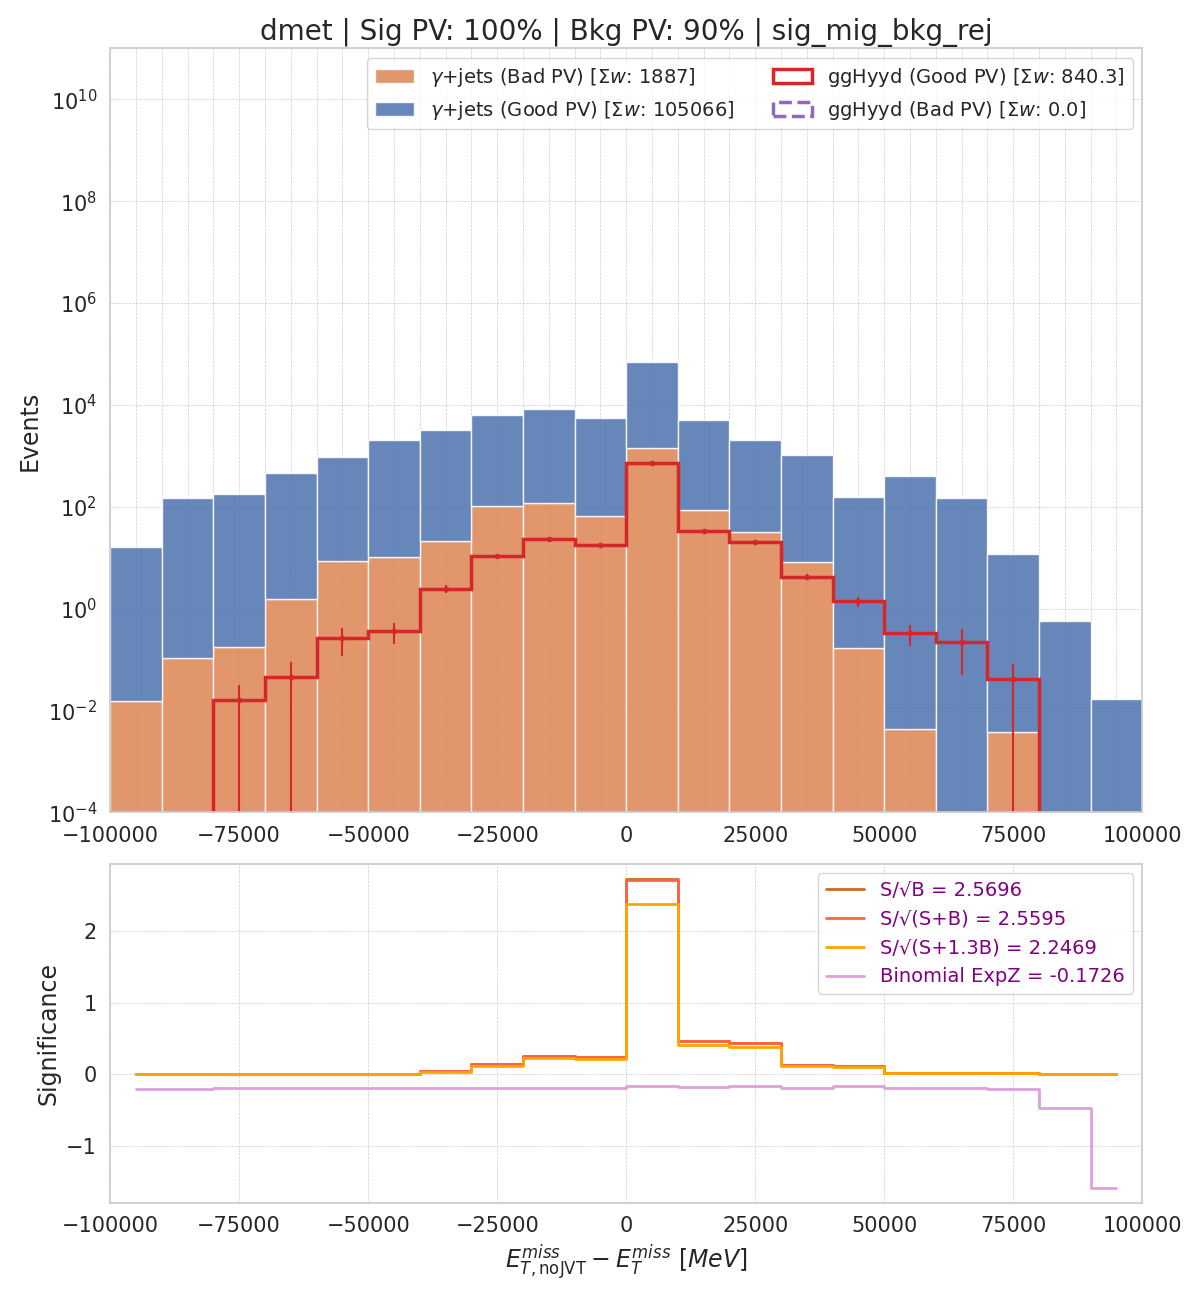 dmet | Sig PV: 100% | Bkg PV: 90% | sig_mig_bkg_rej
γ+jets (Bad PV) [Σw: 1887]
γ+jets (Good PV) [Σw: 105066]
ggHyyd (Good PV) [Σw: 840.3]
ggHyyd (Bad PV) [Σw: 0.0]
Events
10^10
10^8
10^6
10^4
10^2
10^0
10^−2
10^−4
−100000 −75000 −50000 −25000 0 25000 50000 75000 100000
S/√B = 2.5696
S/√(S+B) = 2.5595
S/√(S+1.3B) = 2.2469
Binomial ExpZ = -0.1726
Significance
2
1
0
−1
−100000 −75000 −50000 −25000 0 25000 50000 75000 100000
E_{T,noJVT}^{miss} − E_T^{miss} [MeV]